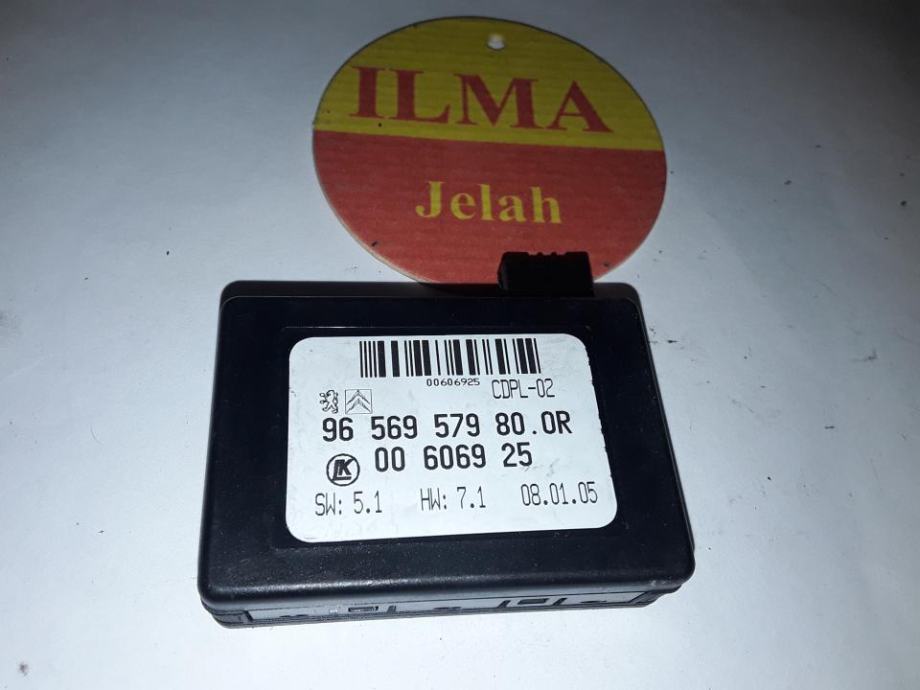 ILMA
Jelah
00606925
CDPL-02
96 569 579 80.0R
LK 00 6069 25
SW: 5.1 HW: 7.1 08.01.05